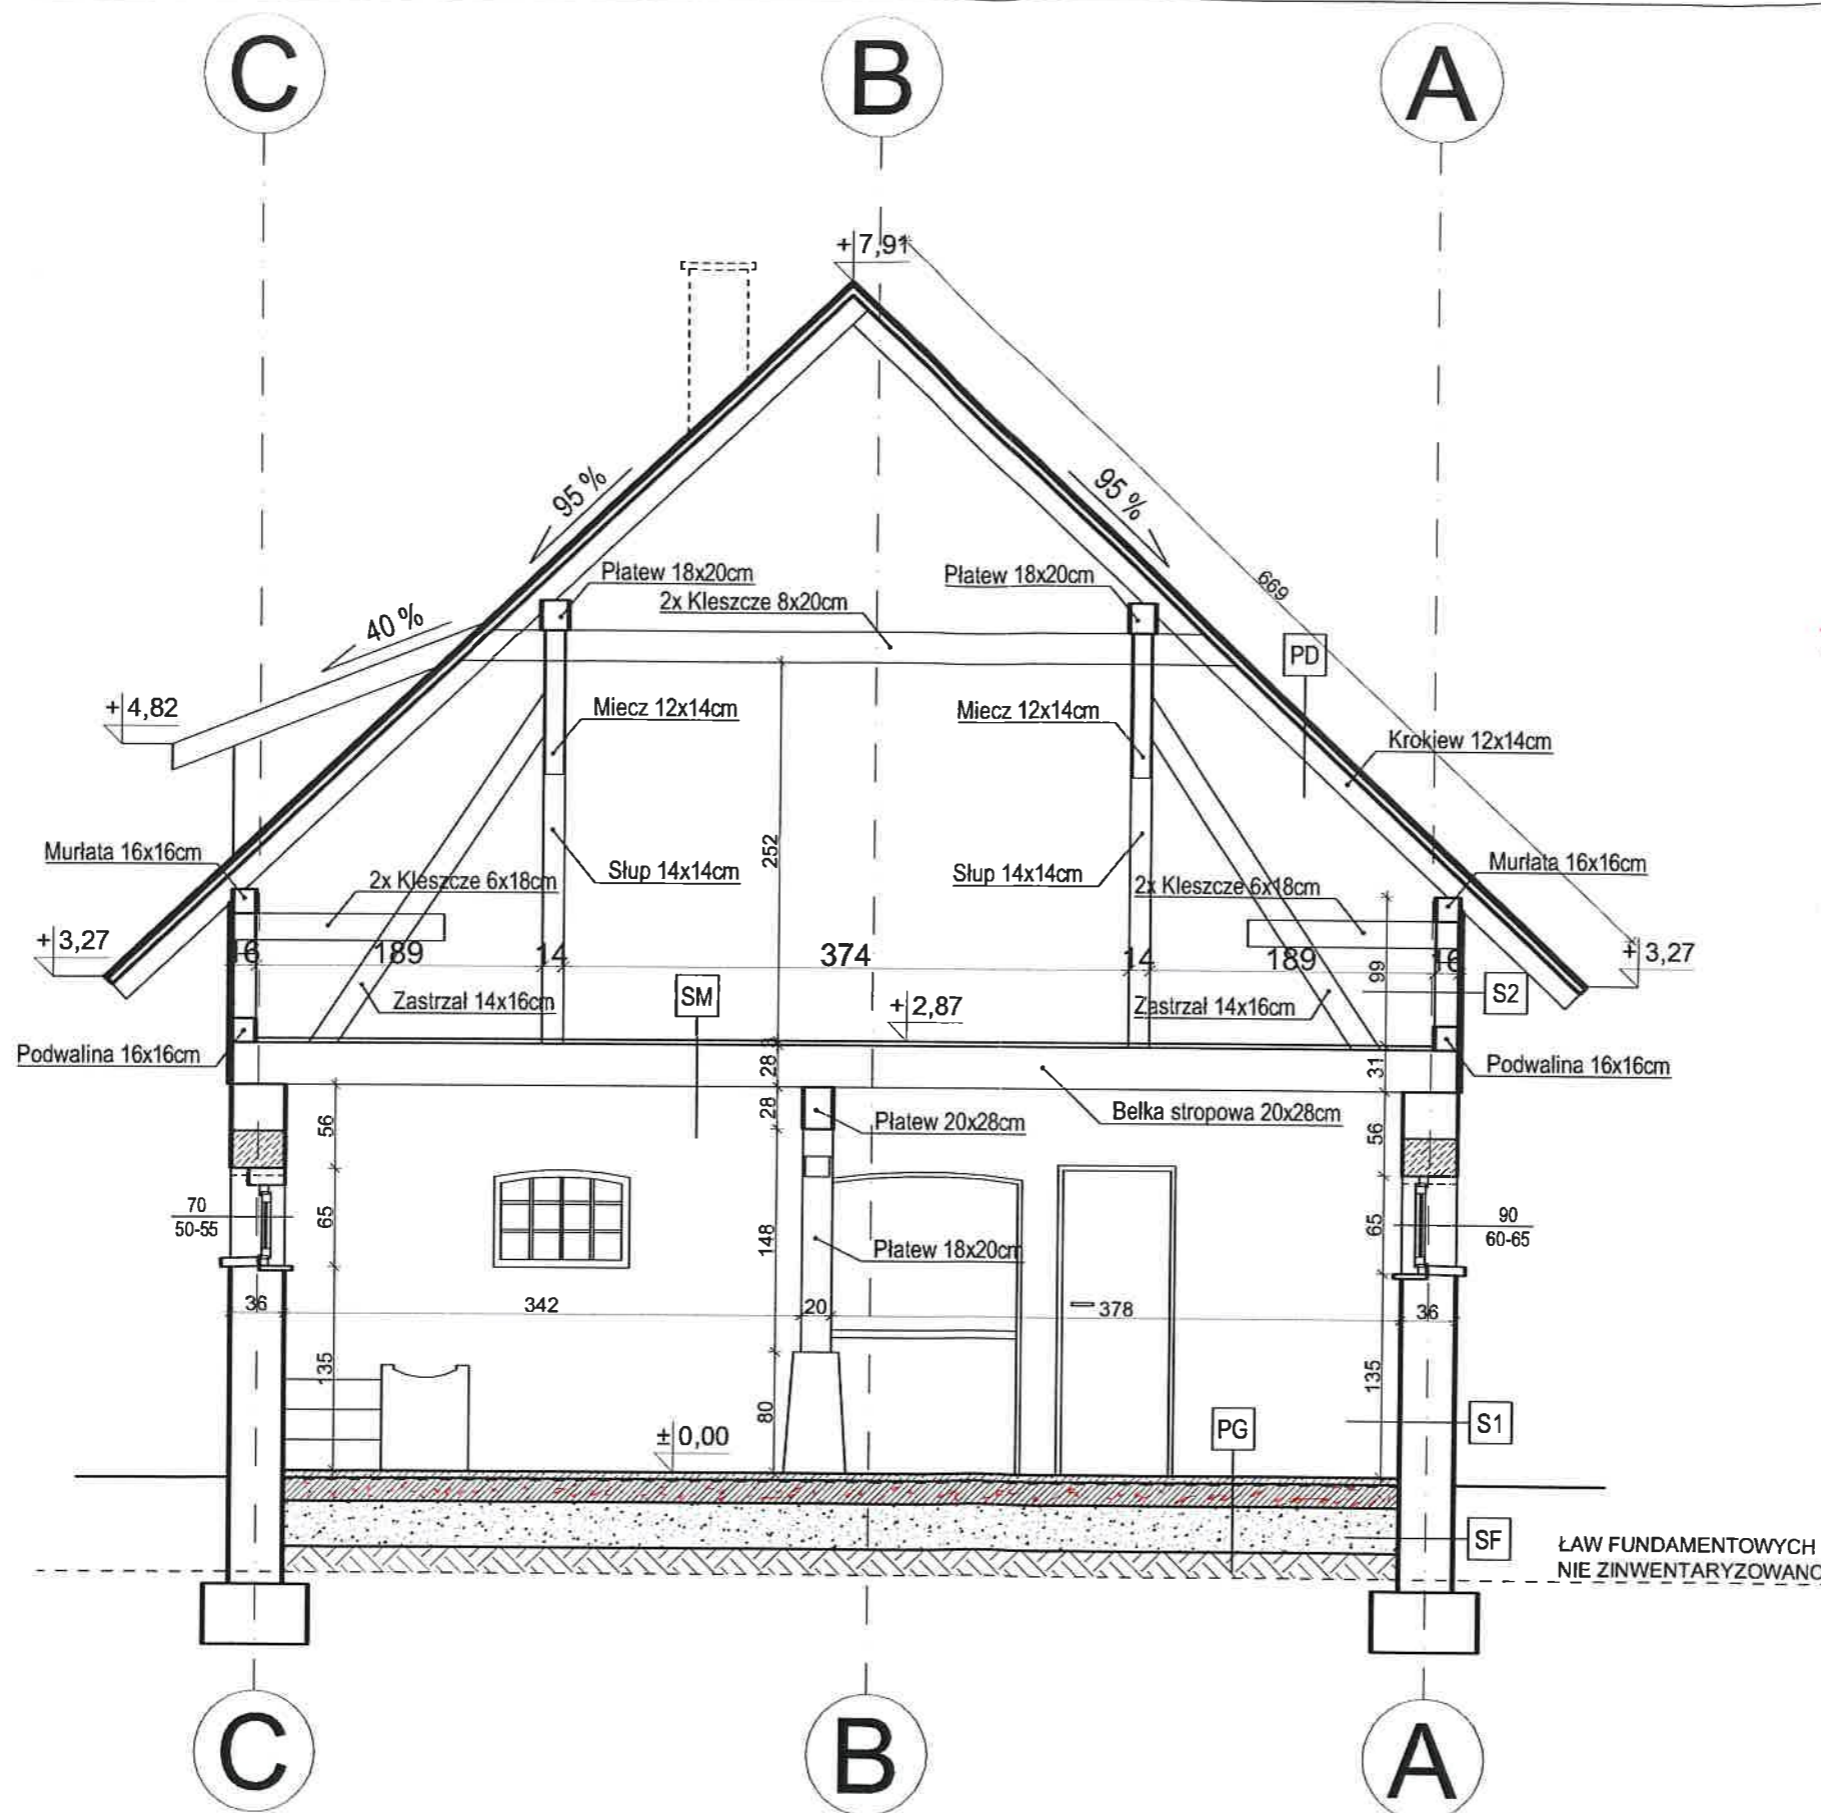 C
B
A
+7,91
95 %
95 %
669
Płatew 18x20cm
Płatew 18x20cm
2x Kleszcze 8x20cm
40 %
PD
+4,82
Miecz 12x14cm
Miecz 12x14cm
Krokiew 12x14cm
252
Murłata 16x16cm
Słup 14x14cm
Słup 14x14cm
Murłata 16x16cm
2x Kleszcze 6x18cm
2x Kleszcze 6x18cm
+3,27
16
189
14
374
14
189
16
+3,27
99
SM
S2
Zastrzał 14x16cm
+2,87
Zastrzał 14x16cm
Podwalina 16x16cm
3
28
31
Podwalina 16x16cm
28
Płatew 20x28cm
Belka stropowa 20x28cm
56
56
70
50-55
65
148
Płatew 18x20cm
65
90
60-65
36
342
20
378
36
135
80
135
±0,00
PG
S1
SF
ŁAW FUNDAMENTOWYCH
NIE ZINWENTARYZOWANO
C
B
A